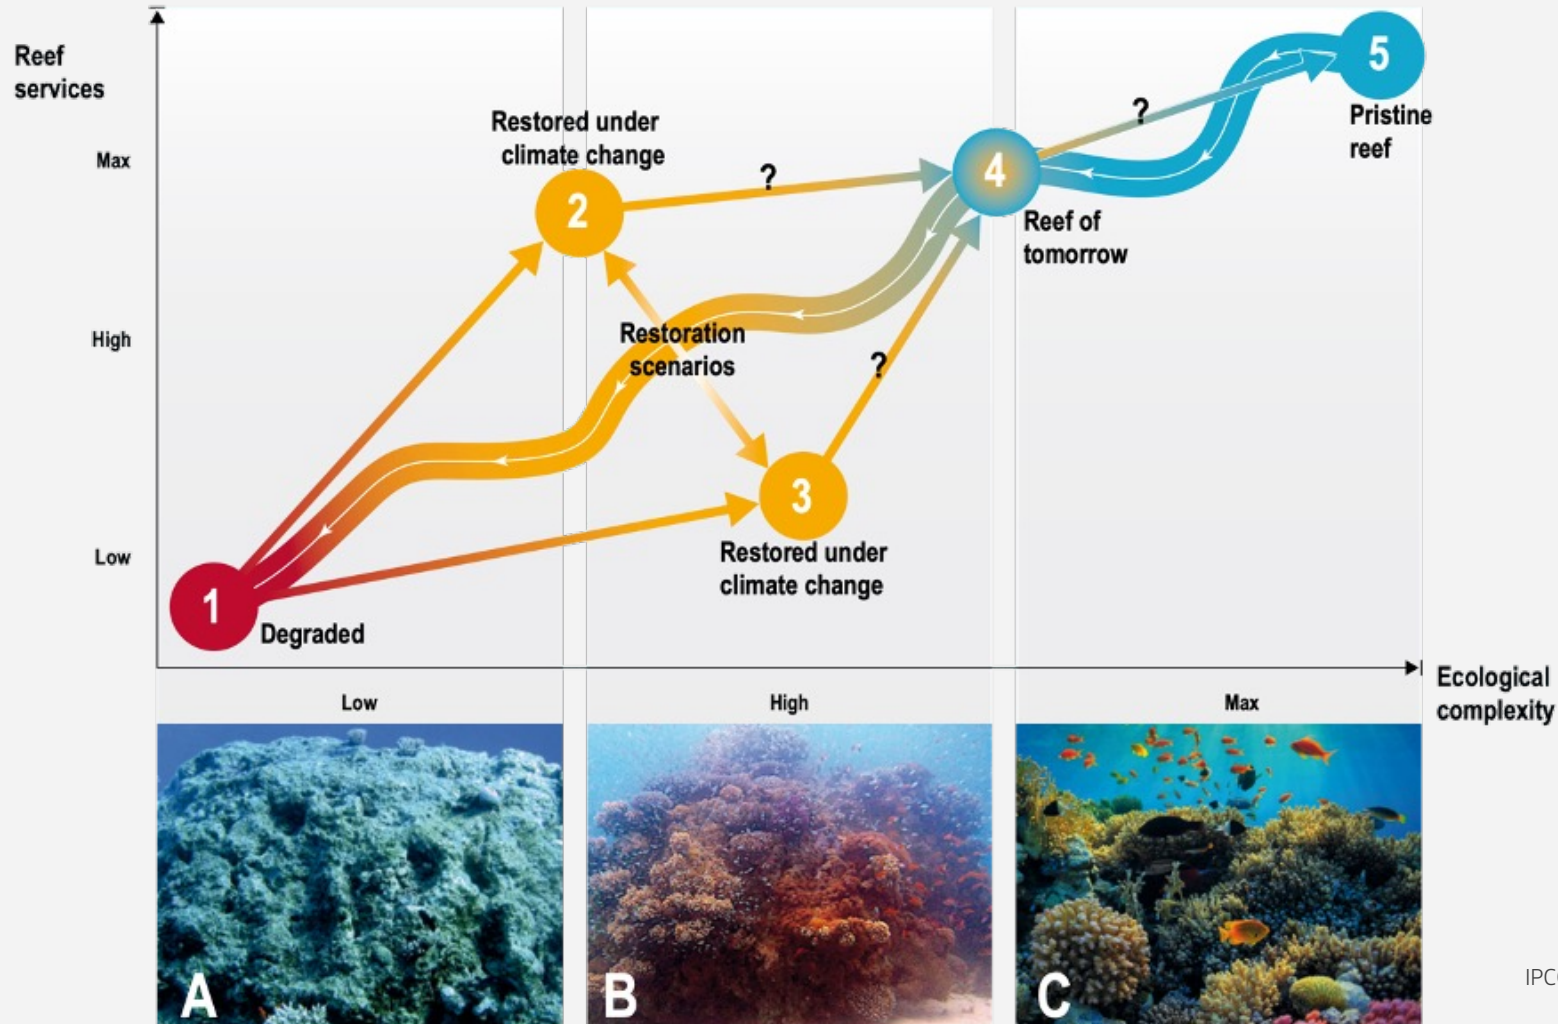 Reef
services
5
Pristine
reef
Restored under
climate change
?
Max
?
4
2
Reef of
tomorrow
High
Restoration
scenarios
?
3
Low
Restored under
climate change
1
Degraded
Ecological
complexity
Low
High
Max
A
B
C